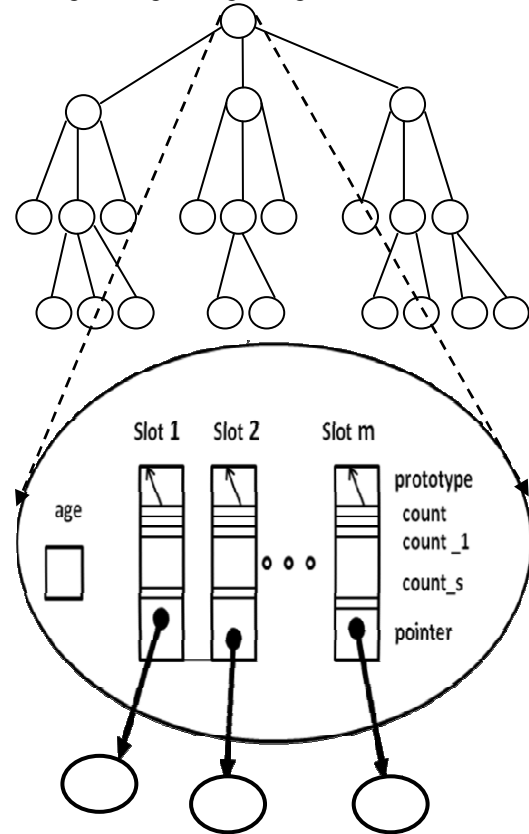 Slot 1 Slot 2 Slot m
prototype
age
count
count _1
count_s
pointer